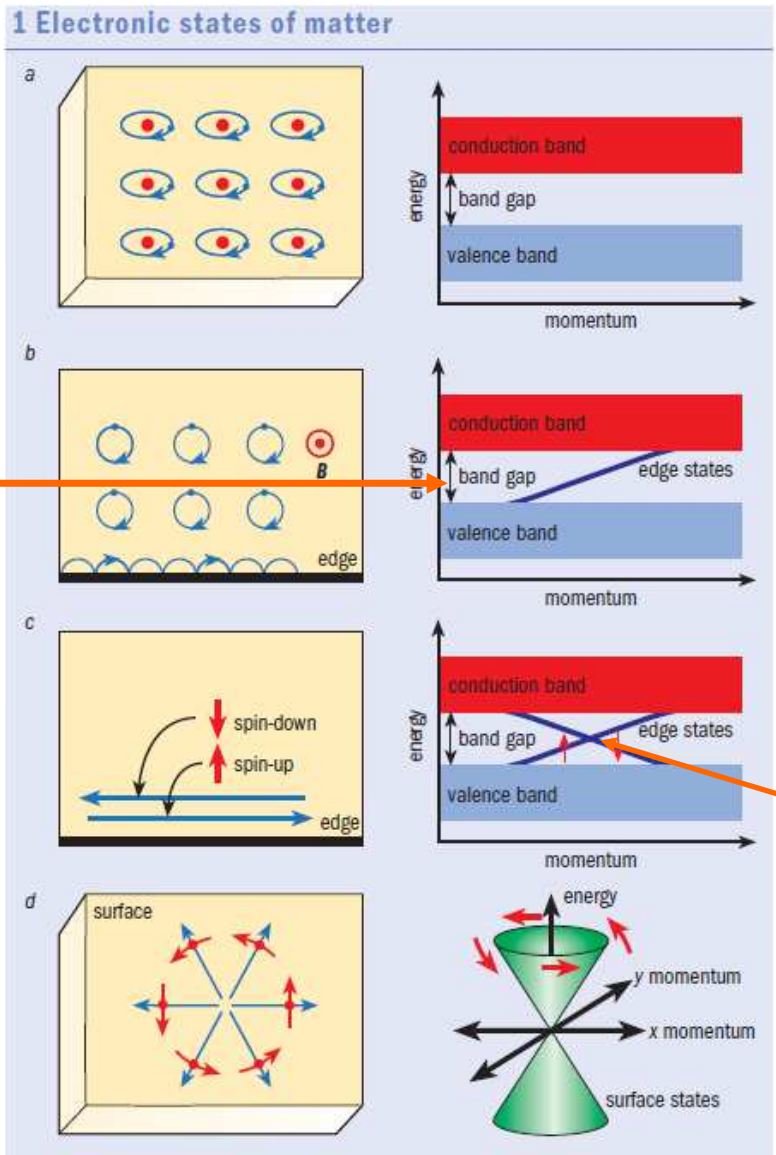 1 Electronic states of matter
a
conduction band
band gap
valence band
energy
momentum
b
B
edge
conduction band
band gap
edge states
valence band
energy
momentum
c
spin-down
spin-up
edge
conduction band
band gap
edge states
valence band
energy
momentum
d
surface
energy
y momentum
x momentum
surface states